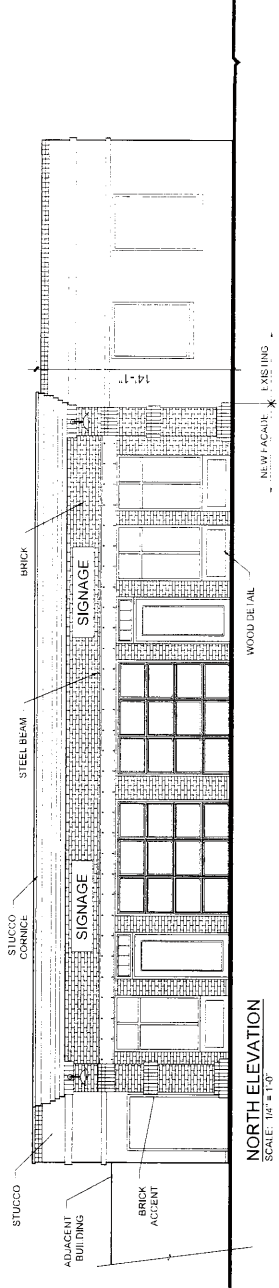 STUCCO
STUCCO
CORNICE
STEEL BEAM
BRICK
SIGNAGE
SIGNAGE
14'-1"
ADJACENT
BUILDING
BRICK
ACCENT
WOOD DETAIL
NEW FACADE
EXISTING
NORTH ELEVATION
SCALE: 1/4" = 1'-0"